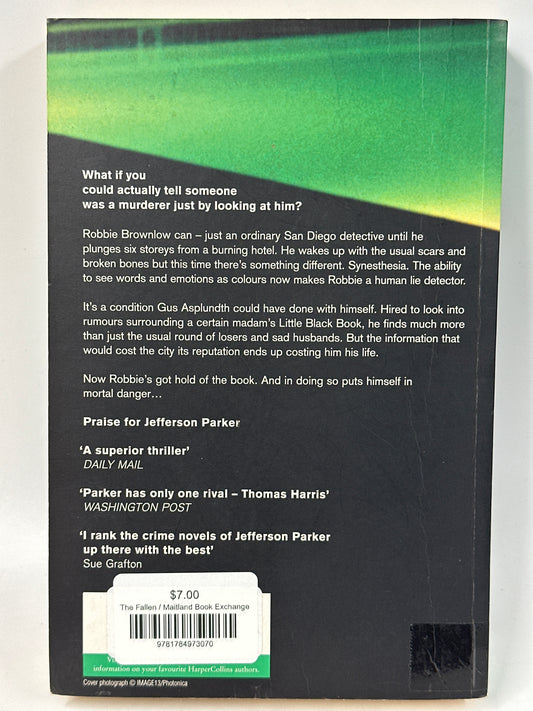 What if you
could actually tell someone
was a murderer just by looking at him?
Robbie Brownlow can – just an ordinary San Diego detective until he
plunges six storeys from a burning hotel. He wakes up with the usual scars and
broken bones but this time there's something different. Synesthesia. The ability
to see words and emotions as colours now makes Robbie a human lie detector.
It's a condition Gus Asplundth could have done with himself. Hired to look into
rumours surrounding a certain madam's Little Black Book, he finds much more
than just the usual round of losers and sad husbands. But the information that
would cost the city its reputation ends up costing him his life.
Now Robbie's got hold of the book. And in doing so puts himself in
mortal danger…
Praise for Jefferson Parker
'A superior thriller'
DAILY MAIL
'Parker has only one rival – Thomas Harris'
WASHINGTON POST
'I rank the crime novels of Jefferson Parker
up there with the best'
Sue Grafton
$7.00
The Fallen / Maitland Book Exchange
9781784973070
information on your favourite HarperCollins authors.
Cover photograph © IMAGE13/Photonica